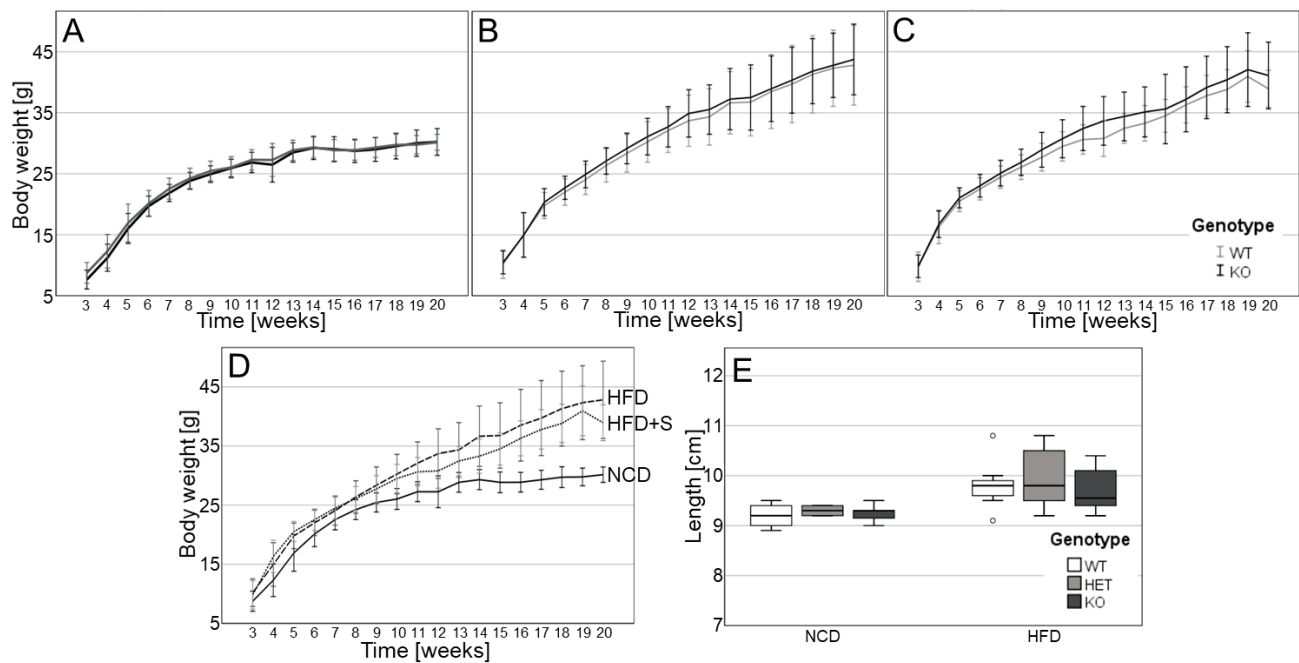 A
B
C
Body weight [g]
45
35
25
15
5
3 4 5 6 7 8 9 10 11 12 13 14 15 16 17 18 19 20
Time [weeks]
3 4 5 6 7 8 9 10 11 12 13 14 15 16 17 18 19 20
Time [weeks]
Genotype
WT
KO
3 4 5 6 7 8 9 10 11 12 13 14 15 16 17 18 19 20
Time [weeks]
D
Body weight [g]
45
35
25
15
5
HFD
HFD+S
NCD
3 4 5 6 7 8 9 10 11 12 13 14 15 16 17 18 19 20
Time [weeks]
E
Length [cm]
12
11
10
9
8
7
Genotype
WT
HET
KO
NCD HFD